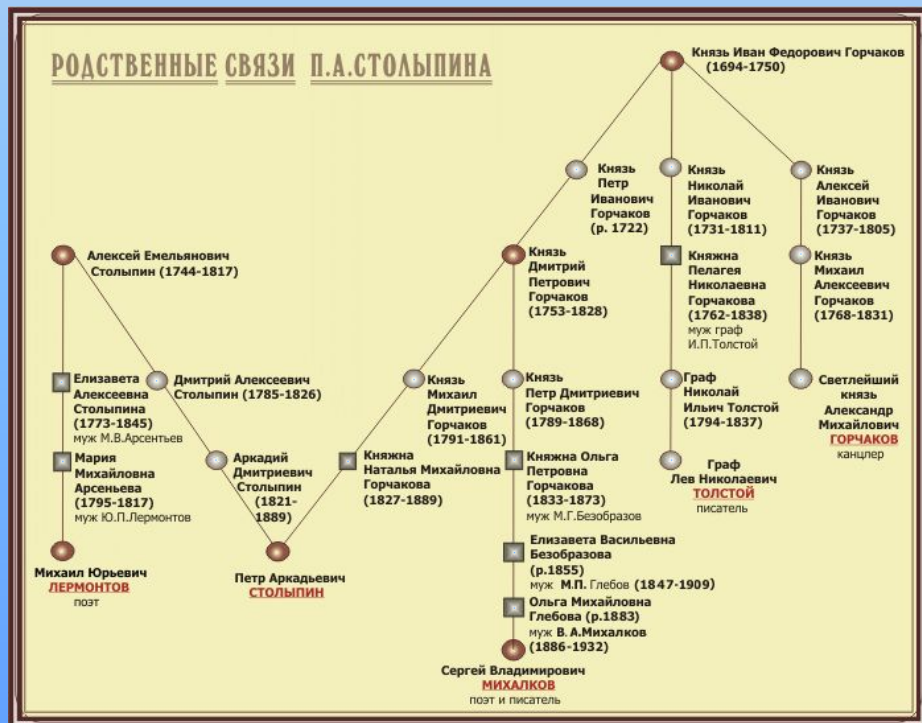 РОДСТВЕННЫЕ СВЯЗИ П.А.СТОЛЫПИНА
Князь Иван Федорович Горчаков
(1694-1750)
Князь
Петр
Иванович
Горчаков
(р. 1722)
Князь
Николай
Иванович
Горчаков
(1731-1811)
Князь
Алексей
Иванович
Горчаков
(1737-1805)
Алексей Емельянович
Столыпин (1744-1817)
Князь
Дмитрий
Петрович
Горчаков
(1753-1828)
Княжна
Пелагея
Николаевна
Горчакова
(1762-1838)
муж граф
И.П.Толстой
Князь
Михаил
Алексеевич
Горчаков
(1768-1831)
Елизавета
Алексеевна
Столыпина
(1773-1845)
муж М.В.Арсентьев
Дмитрий Алексеевич
Столыпин (1785-1826)
Князь
Михаил
Дмитриевич
Горчаков
(1791-1861)
Князь
Петр Дмитриевич
Горчаков
(1789-1868)
Граф
Николай
Ильич Толстой
(1794-1837)
Светлейший
князь
Александр
Михайлович
ГОРЧАКОВ
канцлер
Мария
Михайловна
Арсеньева
(1795-1817)
муж Ю.П.Лермонтов
Аркадий
Дмитриевич
Столыпин
(1821-
1889)
Княжна
Наталья Михайловна
Горчакова
(1827-1889)
Княжна Ольга
Петровна
Горчакова
(1833-1873)
муж М.Г.Безобразов
Граф
Лев Николаевич
ТОЛСТОЙ
писатель
Елизавета Васильевна
Безобразова
(р.1855)
муж М.П. Глебов (1847-1909)
Михаил Юрьевич
ЛЕРМОНТОВ
поэт
Петр Аркадьевич
СТОЛЫПИН
Ольга Михайловна
Глебова (р.1883)
муж В.А.Михалков
(1886-1932)
Сергей Владимирович
МИХАЛКОВ
поэт и писатель